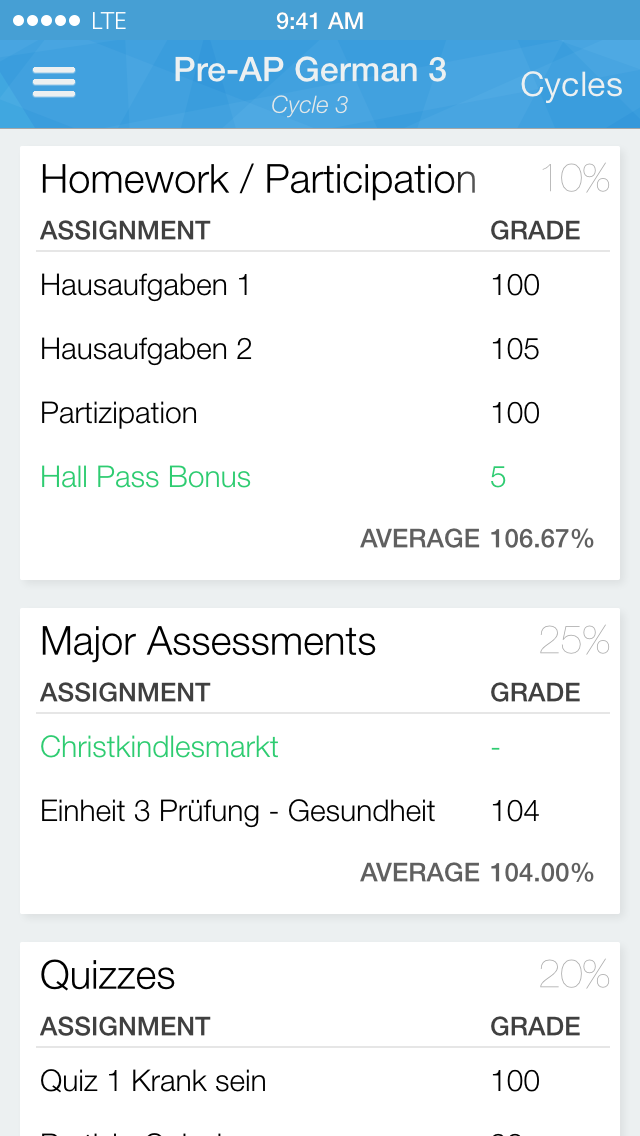 LTE 9:41 AM
Pre-AP German 3
Cycle 3
Cycles
Homework / Participation 10%
ASSIGNMENT GRADE
Hausaufgaben 1 100
Hausaufgaben 2 105
Partizipation 100
Hall Pass Bonus 5
AVERAGE 106.67%
Major Assessments 25%
ASSIGNMENT GRADE
Christkindlesmarkt -
Einheit 3 Prüfung - Gesundheit 104
AVERAGE 104.00%
Quizzes 20%
ASSIGNMENT GRADE
Quiz 1 Krank sein 100